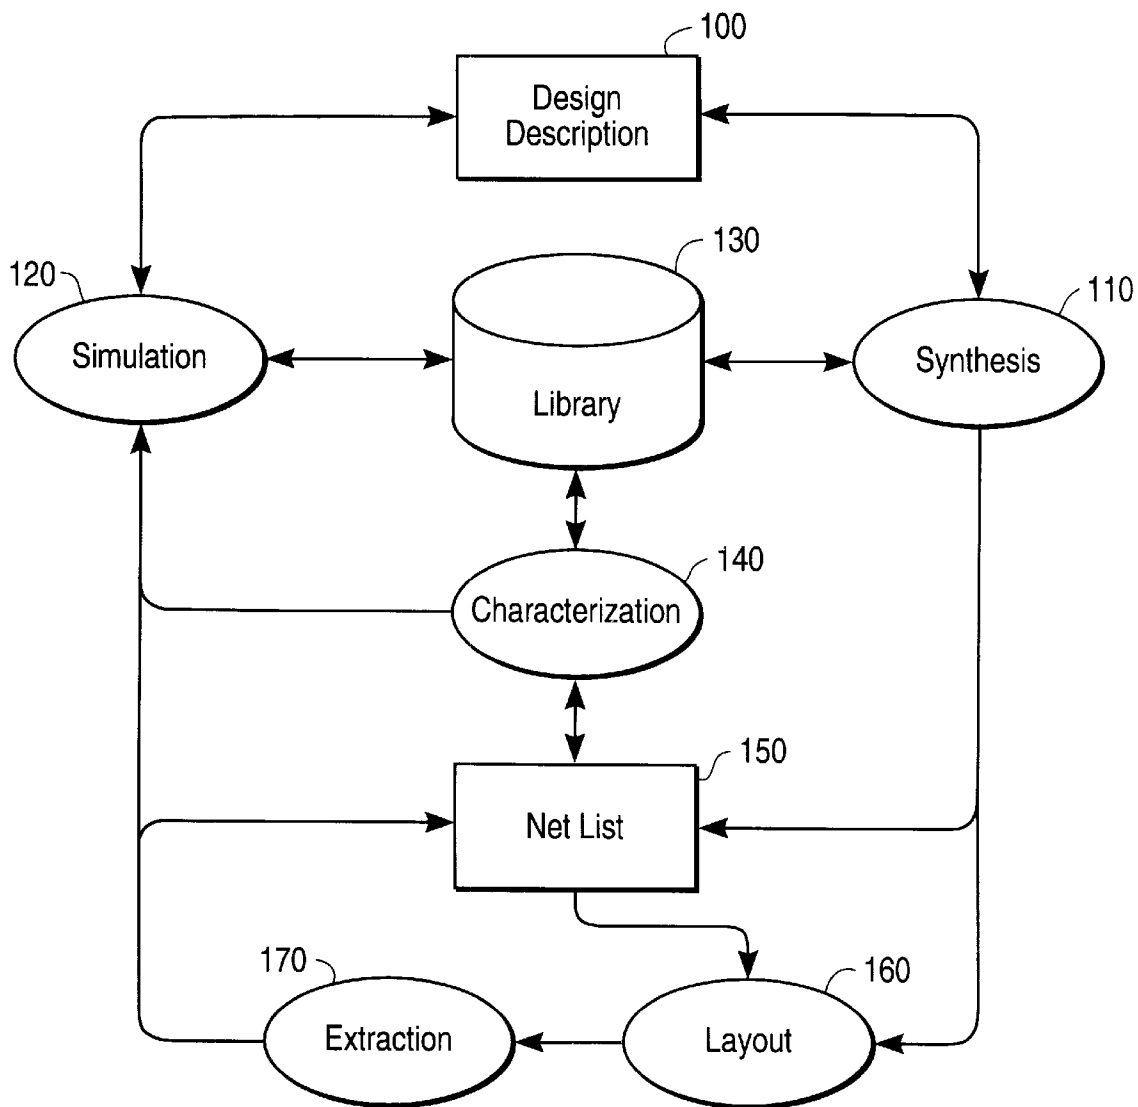 100
Design
Description
130
120
110
Simulation
Synthesis
Library
140
Characterization
150
Net List
170
160
Extraction
Layout